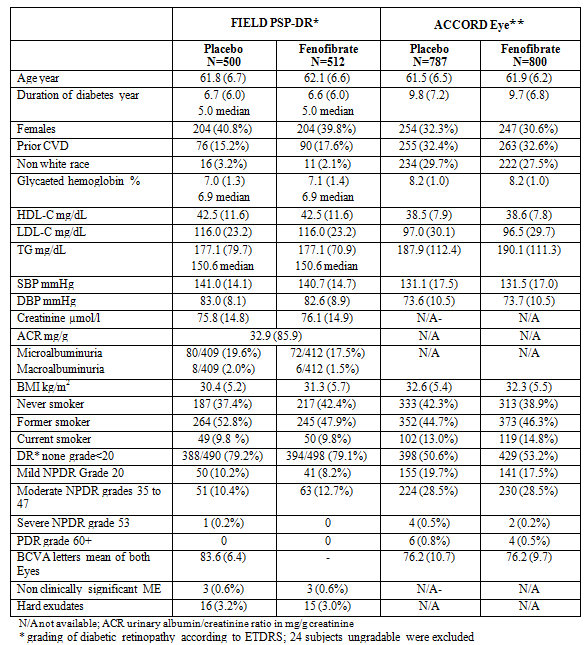 FIELD PSP-DR* ACCORD Eye**
Placebo N=500 Fenofibrate N=512 Placebo N=787 Fenofibrate N=800
Age year 61.8 (6.7) 62.1 (6.6) 61.5 (6.5) 61.9 (6.2)
Duration of diabetes year 6.7 (6.0) 6.6 (6.0) 9.8 (7.2) 9.7 (6.8)
5.0 median 5.0 median
Females 204 (40.8%) 204 (39.8%) 254 (32.3%) 247 (30.6%)
Prior CVD 76 (15.2%) 90 (17.6%) 255 (32.4%) 263 (32.6%)
Non white race 16 (3.2%) 11 (2.1%) 234 (29.7%) 222 (27.5%)
Glycaeted hemoglobin % 7.0 (1.3) 7.1 (1.4) 8.2 (1.0) 8.2 (1.0)
6.9 median 6.9 median
HDL-C mg/dL 42.5 (11.6) 42.5 (11.6) 38.5 (7.9) 38.6 (7.8)
LDL-C mg/dL 116.0 (23.2) 116.0 (23.2) 97.0 (30.1) 96.5 (29.7)
TG mg/dL 177.1 (79.7) 177.1 (70.9) 187.9 (112.4) 190.1 (111.3)
150.6 median 150.6 median
SBP mmHg 141.0 (14.1) 140.7 (14.7) 131.1 (17.5) 131.5 (17.0)
DBP mmHg 83.0 (8.1) 82.6 (8.9) 73.6 (10.5) 73.7 (10.5)
Creatinine µmol/l 75.8 (14.8) 76.1 (14.9) N/A- N/A
ACR mg/g 32.9 (85.9) N/A N/A
Microalbuminuria 80/409 (19.6%) 72/412 (17.5%) N/A N/A
Macroalbuminuria 8/409 (2.0%) 6/412 (1.5%)
BMI kg/m2 30.4 (5.2) 31.3 (5.7) 32.6 (5.4) 32.3 (5.5)
Never smoker 187 (37.4%) 217 (42.4%) 333 (42.3%) 313 (38.9%)
Former smoker 264 (52.8%) 245 (47.9%) 352 (44.7%) 373 (46.3%)
Current smoker 49 (9.8 %) 50 (9.8%) 102 (13.0%) 119 (14.8%)
DR* none grade<20 388/490 (79.2%) 394/498 (79.1%) 398 (50.6%) 429 (53.2%)
Mild NPDR Grade 20 50 (10.2%) 41 (8.2%) 155 (19.7%) 141 (17.5%)
Moderate NPDR grades 35 to 51 (10.4%) 63 (12.7%) 224 (28.5%) 230 (28.5%)
47
Severe NPDR grade 53 1 (0.2%) 0 4 (0.5%) 2 (0.2%)
PDR grade 60+ 0 0 6 (0.8%) 4 (0.5%)
BCVA letters mean of both 83.6 (6.4) - 76.2 (10.7) 76.2 (9.7)
Eyes
Non clinically significant ME 3 (0.6%) 3 (0.6%) N/A- N/A
Hard exudates 16 (3.2%) 15 (3.0%) N/A N/A
N/A not available; ACR urinary albumin/creatinine ratio in mg/g creatinine
* grading of diabetic retinopathy according to ETDRS; 24 subjects ungradable were excluded